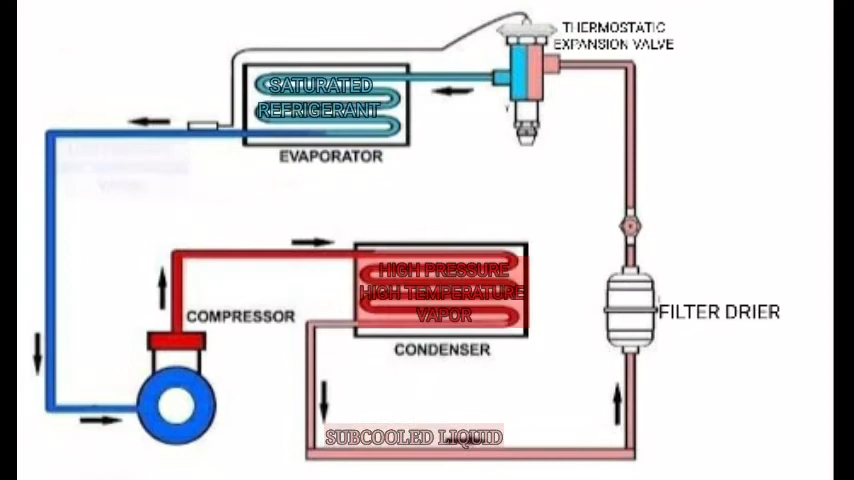 THERMOSTATIC
EXPANSION VALVE
SATURATED
REFRIGERANT
EVAPORATOR
HIGH PRESSURE
HIGH TEMPERATURE
VAPOR
COMPRESSOR
FILTER DRIER
CONDENSER
SUBCOOLED LIQUID